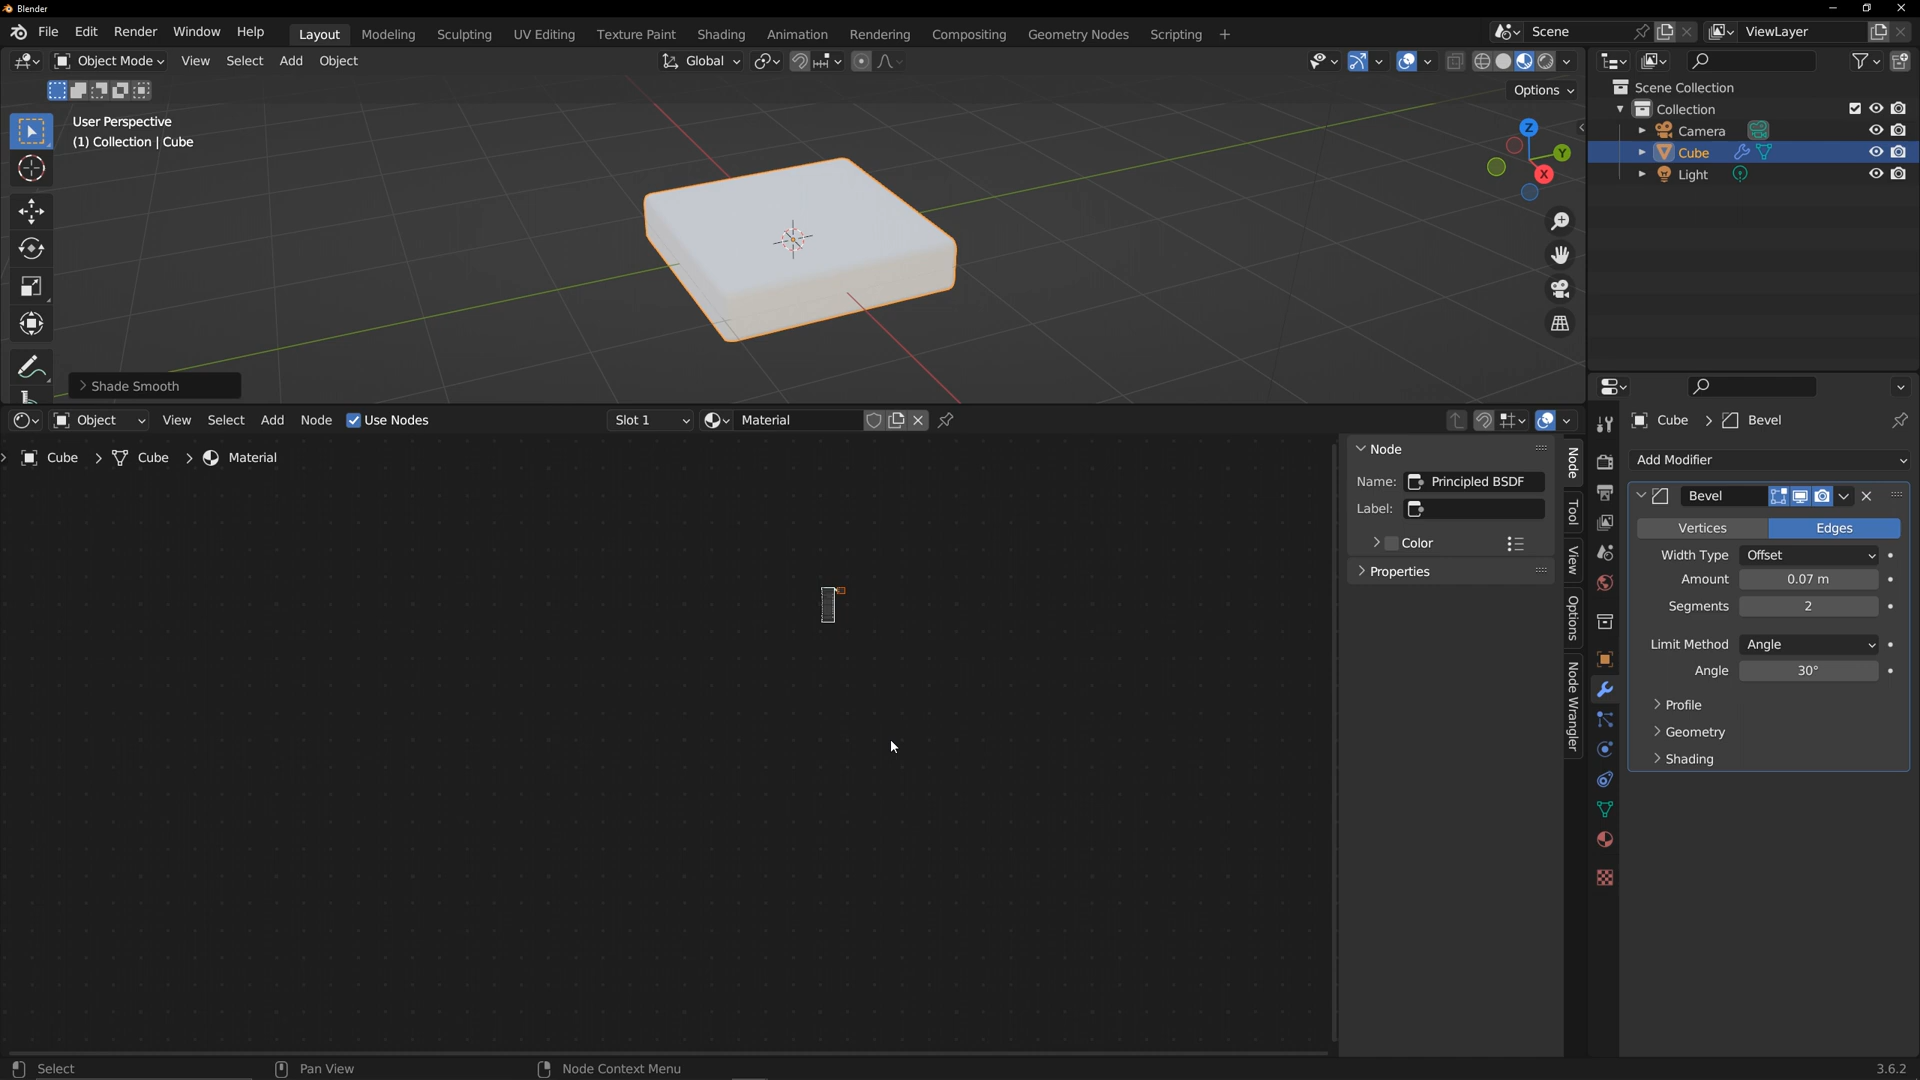 Blender
File Edit Render Window Help Layout Modeling Sculpting UV Editing Texture Paint Shading Animation Rendering Compositing Geometry Nodes Scripting + Scene ViewLayer
Object Mode View Select Add Object Global
Options
User Perspective
(1) Collection | Cube
Z
Y
X
Shade Smooth
Scene Collection
Collection
Camera
Cube
Light
Object View Select Add Node Use Nodes Slot 1 Material
Cube > Cube > Material
Node
Name: Principled BSDF
Label:
Color
Properties
Node
Tool
View
Options
Node Wrangler
Cube > Bevel
Add Modifier
Bevel
Vertices Edges
Width Type Offset
Amount 0.07 m
Segments 2
Limit Method Angle
Angle 30°
Profile
Geometry
Shading
Select Pan View Node Context Menu 3.6.2